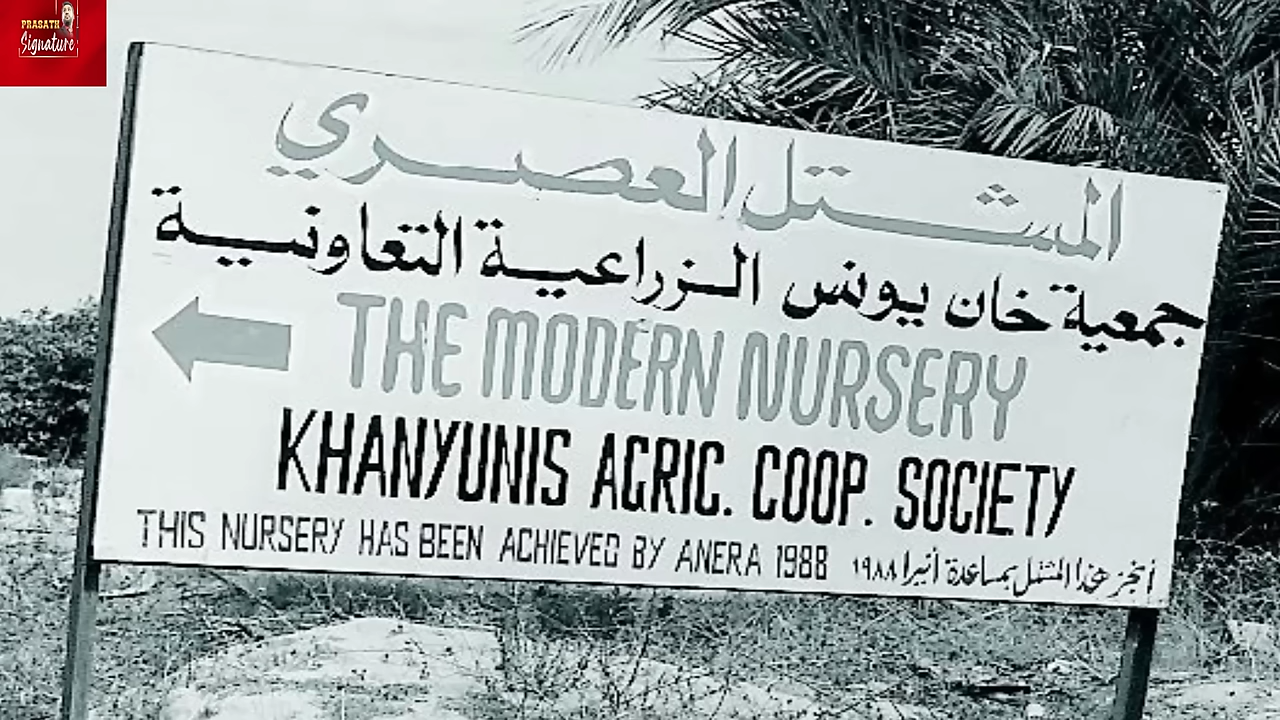 PRASATH
Signature
المشتل العصري
جمعية خان يونس الزراعية التعاونية
THE MODERN NURSERY
KHANYUNIS AGRIC. COOP. SOCIETY
THIS NURSERY HAS BEEN ACHIEVED BY ANERA 1988
أنجز هذا المشتل بمساعدة أنيرا ١٩٨٨